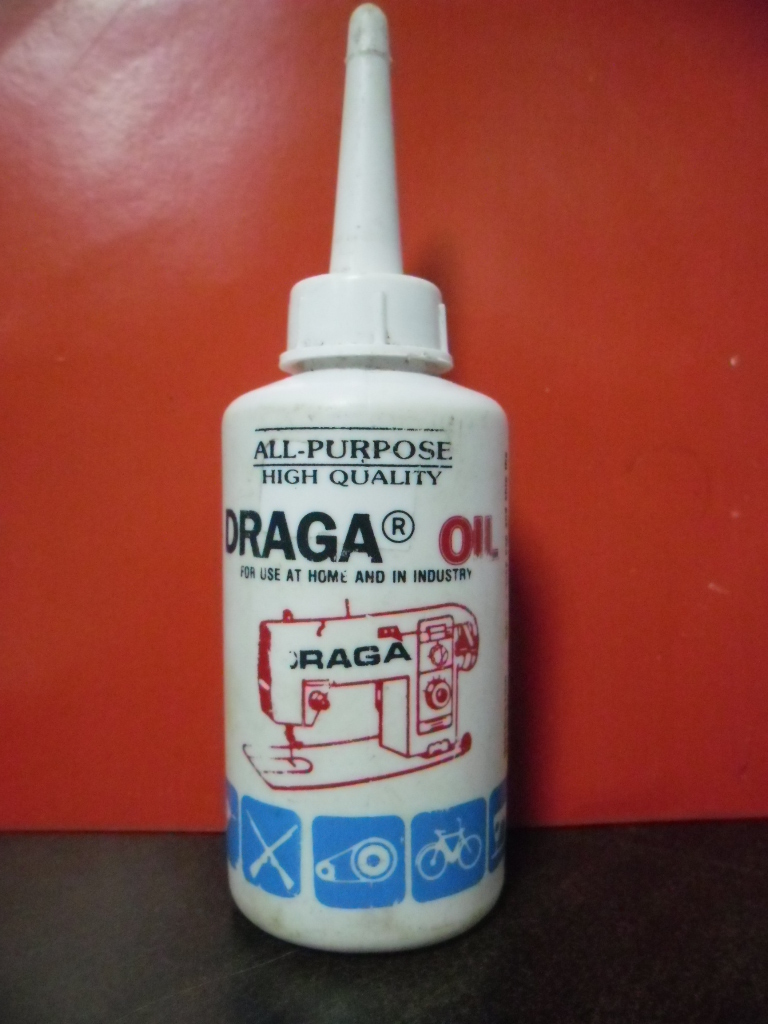 ALL-PURPOSE
HIGH QUALITY
DRAGA® OIL
FOR USE AT HOME AND IN INDUSTRY
DRAGA